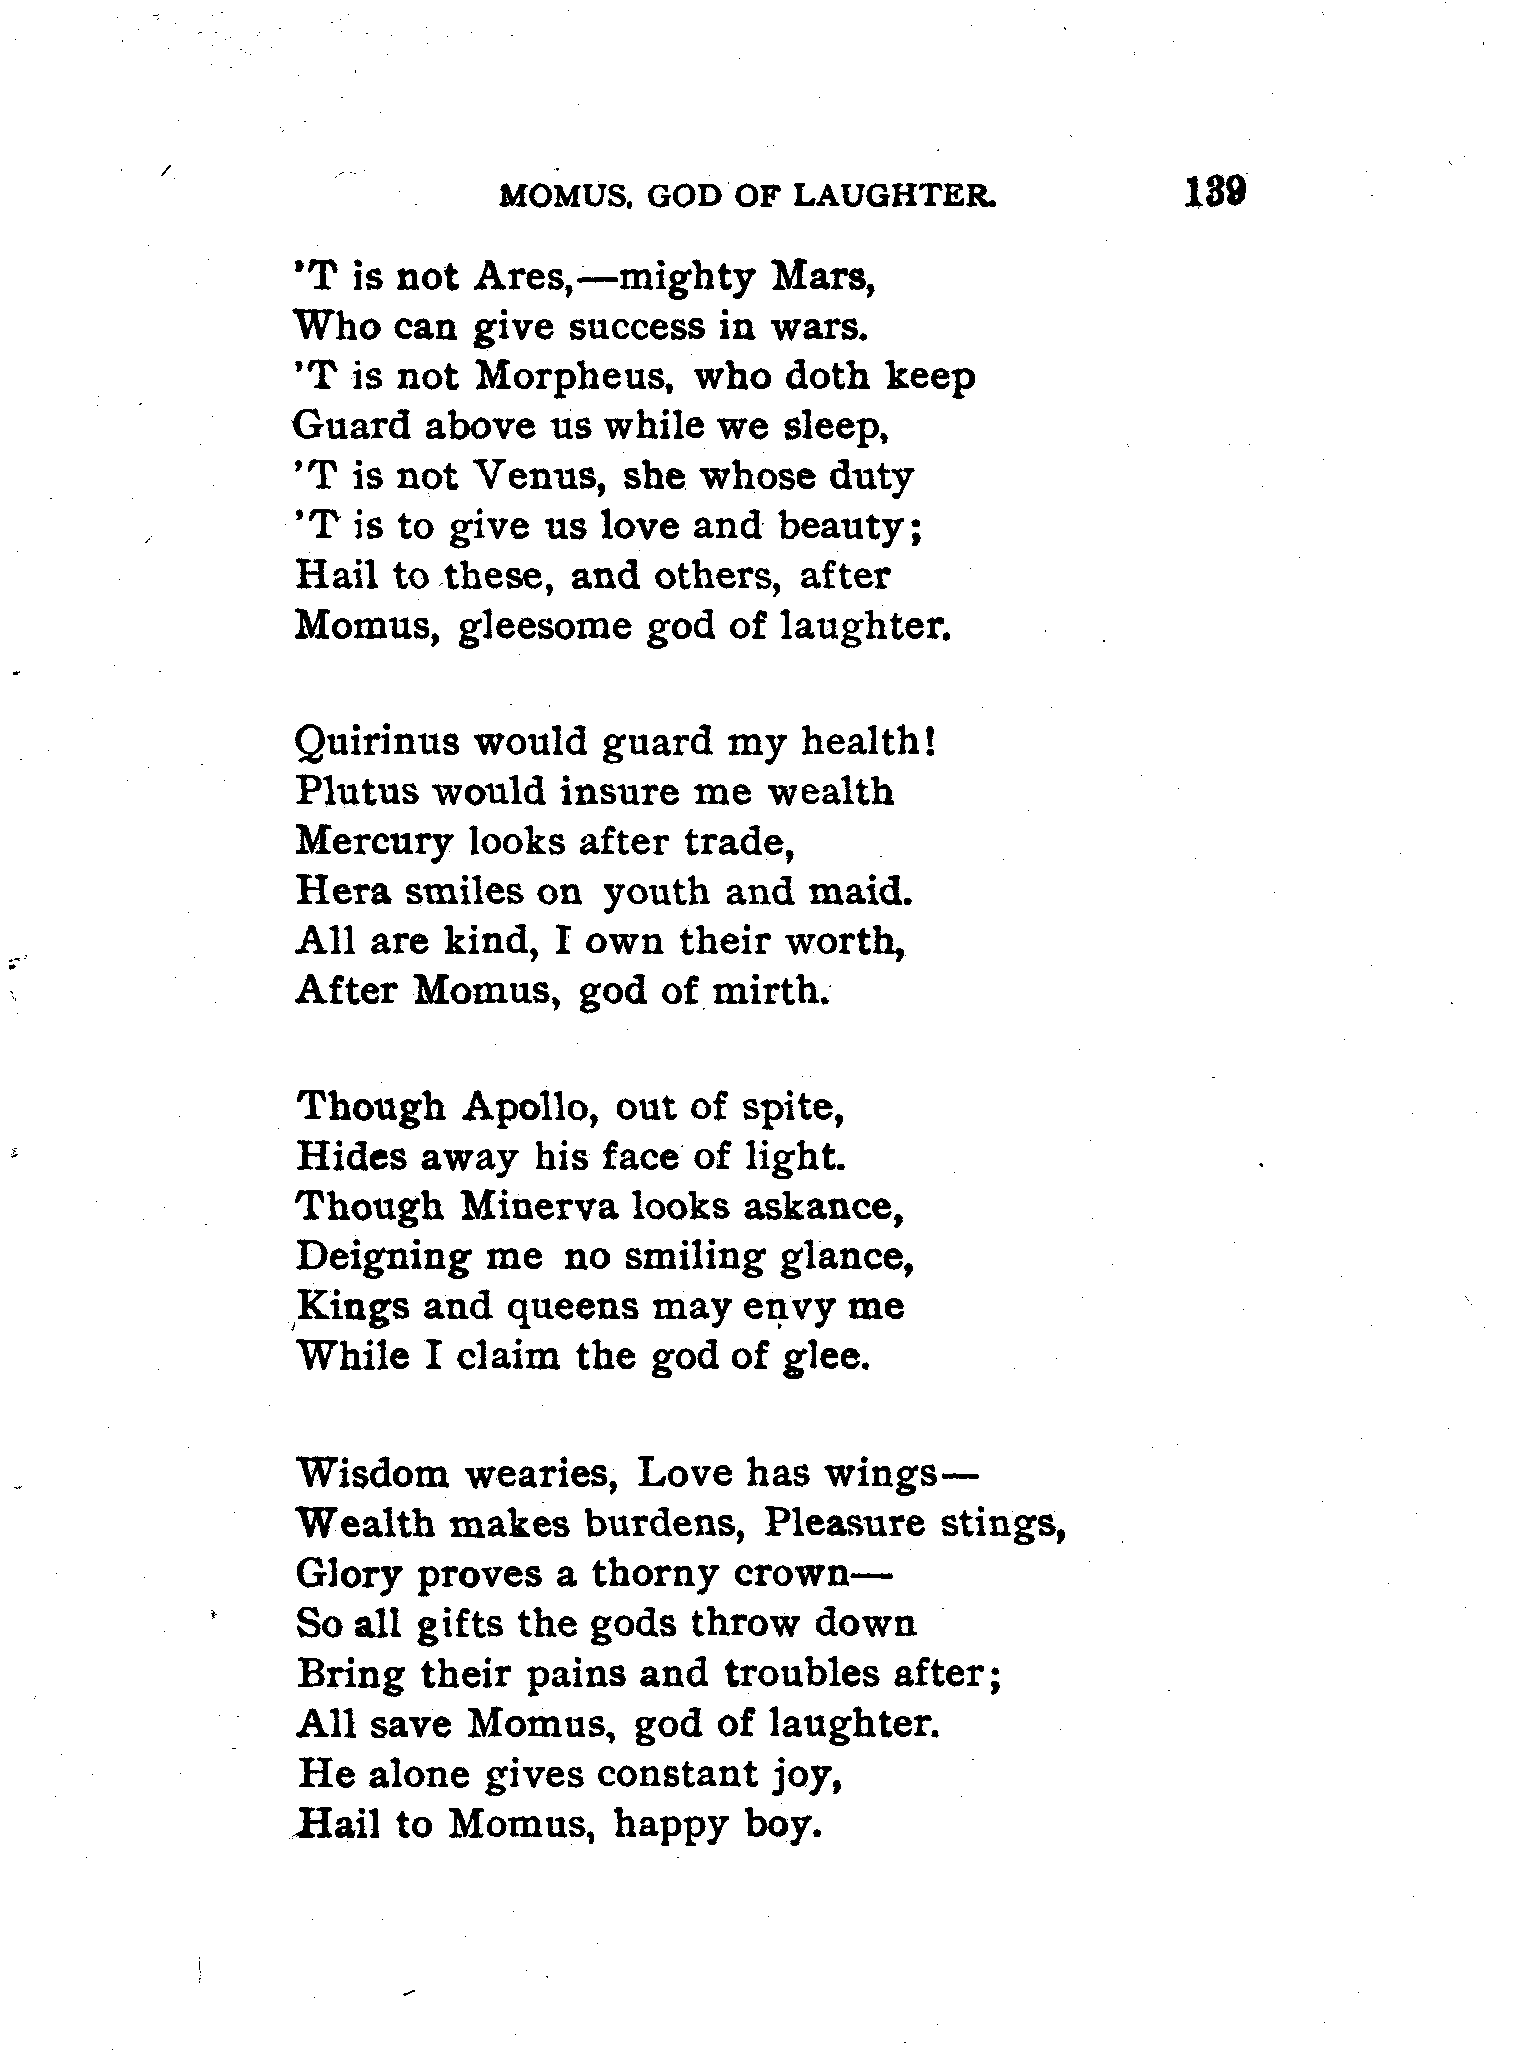 MOMUS, GOD OF LAUGHTER. 139
'T is not Ares,—mighty Mars,
Who can give success in wars.
'T is not Morpheus, who doth keep
Guard above us while we sleep,
'T is not Venus, she whose duty
'T is to give us love and beauty;
Hail to these, and others, after
Momus, gleesome god of laughter.

Quirinus would guard my health!
Plutus would insure me wealth
Mercury looks after trade,
Hera smiles on youth and maid.
All are kind, I own their worth,
After Momus, god of mirth.

Though Apollo, out of spite,
Hides away his face of light.
Though Minerva looks askance,
Deigning me no smiling glance,
Kings and queens may envy me
While I claim the god of glee.

Wisdom wearies, Love has wings—
Wealth makes burdens, Pleasure stings,
Glory proves a thorny crown—
So all gifts the gods throw down
Bring their pains and troubles after;
All save Momus, god of laughter.
He alone gives constant joy,
Hail to Momus, happy boy.